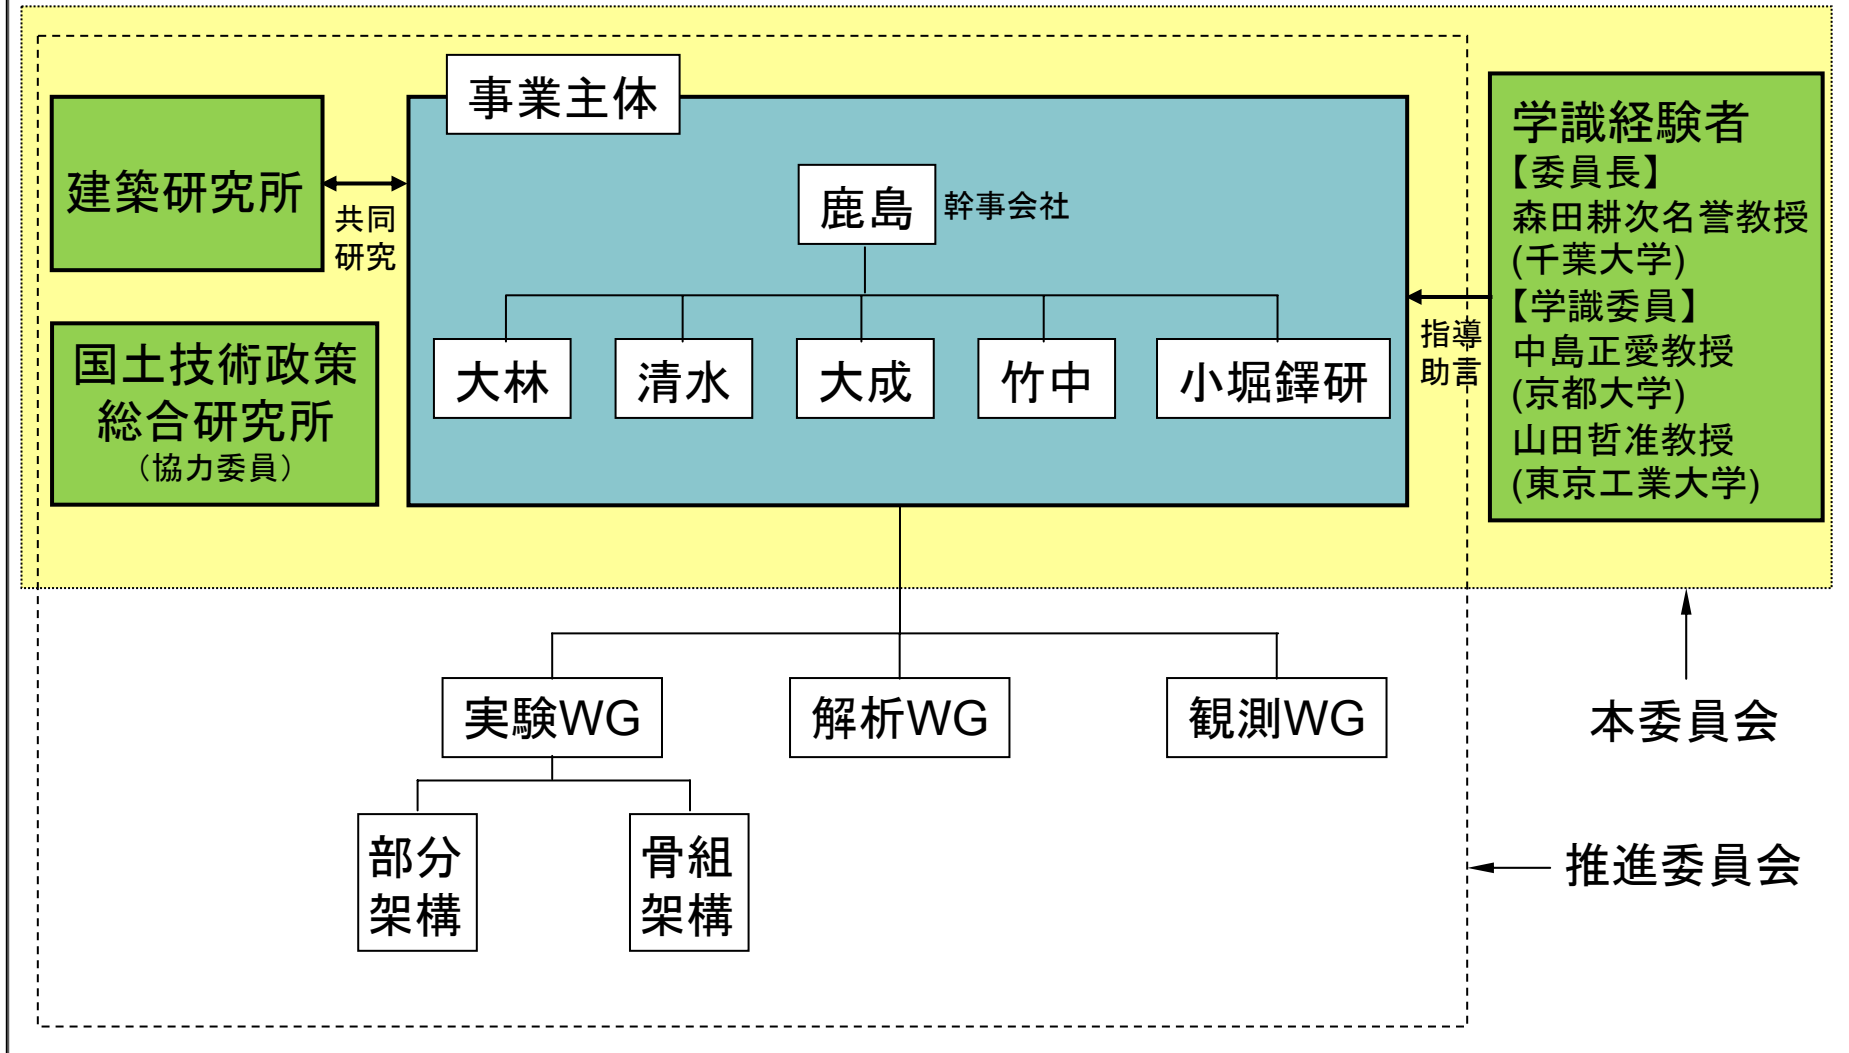 事業主体
建築研究所
共同
研究
国土技術政策
総合研究所
（協力委員）
鹿島
幹事会社
大林
清水
大成
竹中
小堀鐸研
指導
助言
学識経験者
【委員長】
森田耕次名誉教授
(千葉大学)
【学識委員】
中島正愛教授
(京都大学)
山田哲准教授
(東京工業大学)
実験WG
解析WG
観測WG
部分
架構
骨組
架構
本委員会
推進委員会